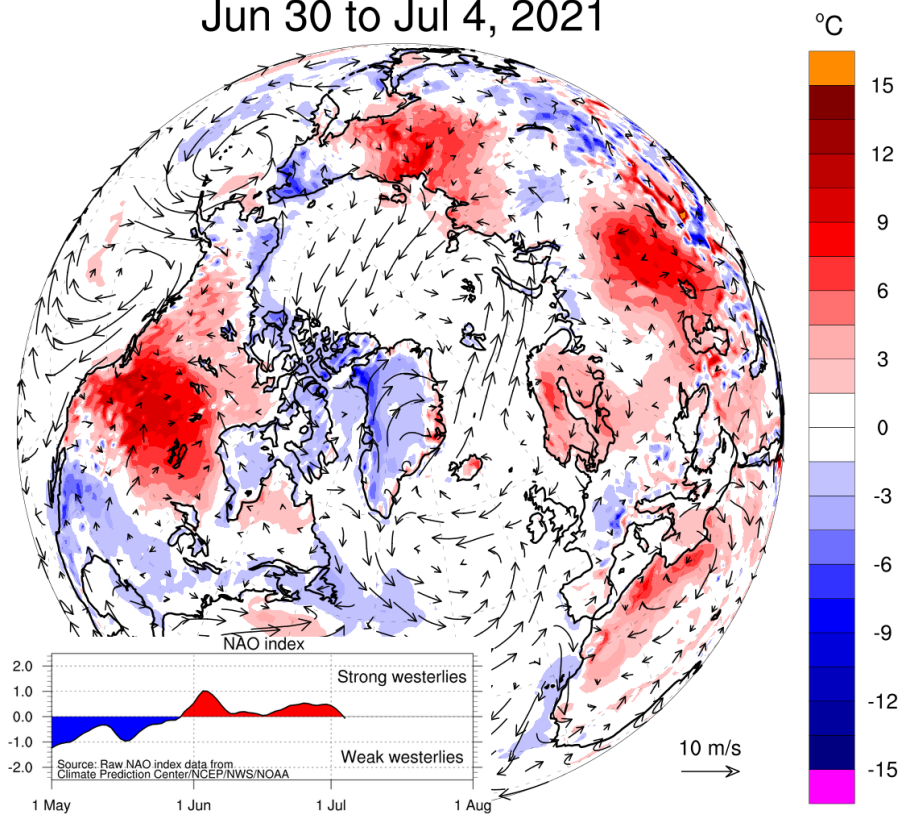 Jun 30 to Jul 4, 2021
°C
15
12
9
6
3
0
-3
-6
-9
-12
-15
10 m/s
NAO index
2.0
1.0
0.0
-1.0
-2.0
Strong westerlies
Weak westerlies
Source: Raw NAO index data from
Climate Prediction Center/NCEP/NWS/NOAA
1 May
1 Jun
1 Jul
1 Aug